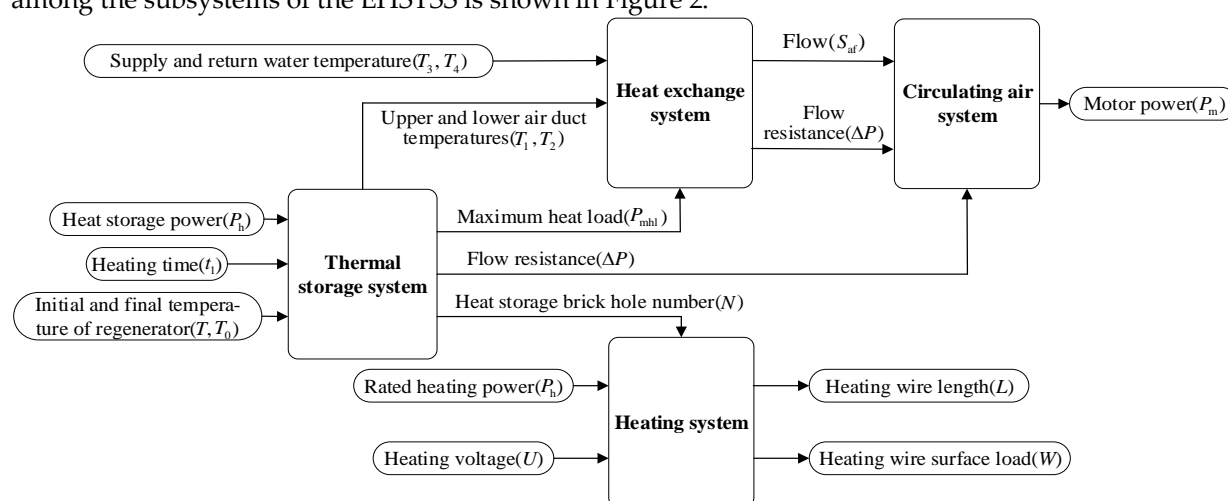 among the subsystems of the EHSTSS is shown in Figure 2.
Supply and return water temperature(T3, T4)
Flow(Saf)
Heat exchange
system
Circulating air
system
Motor power(Pm)
Upper and lower air duct
temperatures(T1, T2)
Flow
resistance(ΔP)
Heat storage power(Ph)
Maximum heat load(Pmhl)
Heating time(t1)
Thermal
storage system
Flow resistance(ΔP)
Initial and final tempera-
ture of regenerator(T, T0)
Heat storage brick hole number(N)
Rated heating power(Ph)
Heating wire length(L)
Heating system
Heating voltage(U)
Heating wire surface load(W)